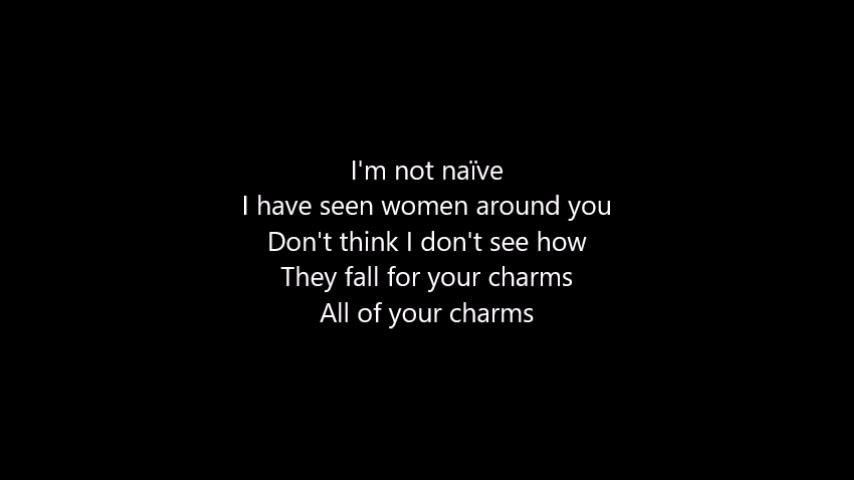 I'm not naïve
I have seen women around you
Don't think I don't see how
They fall for your charms
All of your charms